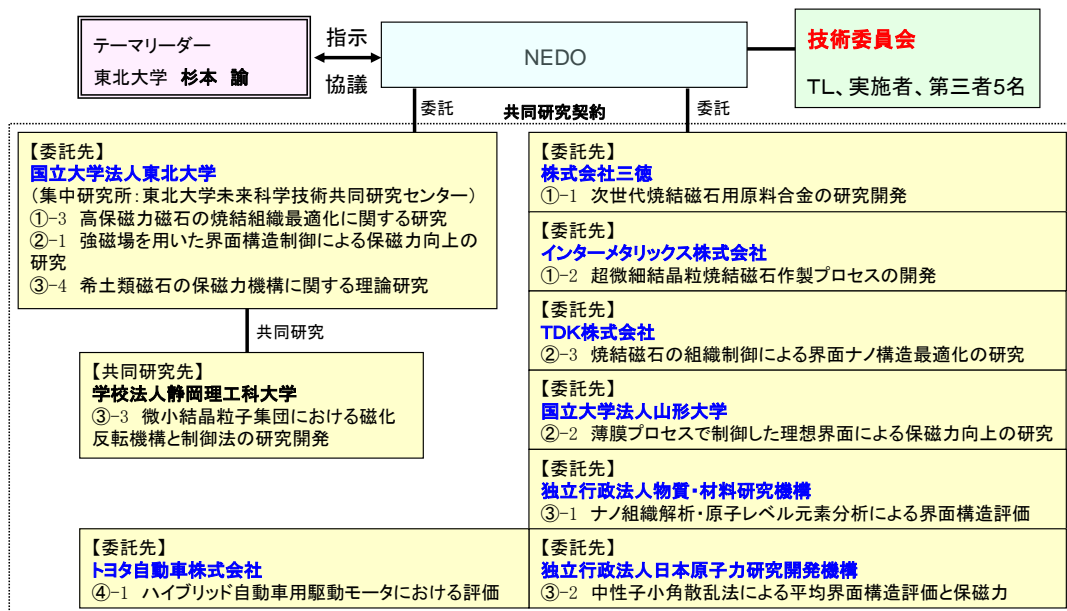 テーマリーダー
東北大学 杉本 諭
指示
協議
NEDO
技術委員会
TL、実施者、第三者5名
委託
共同研究契約
委託
【委託先】
国立大学法人東北大学
(集中研究所:東北大学未来科学技術共同研究センター)
①-3 高保磁力磁石の焼結組織最適化に関する研究
②-1 強磁場を用いた界面構造制御による保磁力向上の
研究
③-4 希土類磁石の保磁力機構に関する理論研究
共同研究
【共同研究先】
学校法人静岡理工科大学
③-3 微小結晶粒子集団における磁化
反転機構と制御法の研究開発
【委託先】
トヨタ自動車株式会社
④-1 ハイブリッド自動車用駆動モータにおける評価
【委託先】
株式会社三徳
①-1 次世代焼結磁石用原料合金の研究開発
【委託先】
インターメタリックス株式会社
①-2 超微細結晶粒焼結磁石作製プロセスの開発
【委託先】
TDK株式会社
②-3 焼結磁石の組織制御による界面ナノ構造最適化の研究
【委託先】
国立大学法人山形大学
②-2 薄膜プロセスで制御した理想界面による保磁力向上の研究
【委託先】
独立行政法人物質・材料研究機構
③-1 ナノ組織解析・原子レベル元素分析による界面構造評価
【委託先】
独立行政法人日本原子力研究開発機構
③-2 中性子小角散乱法による平均界面構造評価と保磁力